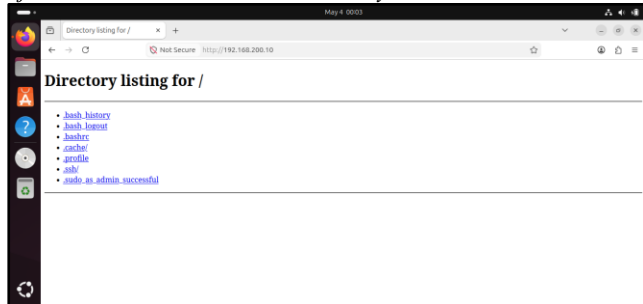 May 4 00:03
Directory listing for /
Not Secure http://192.168.200.10
Directory listing for /
.bash_history
.bash_logout
.bashrc
.cache/
.profile
.ssh/
.sudo_as_admin_successful